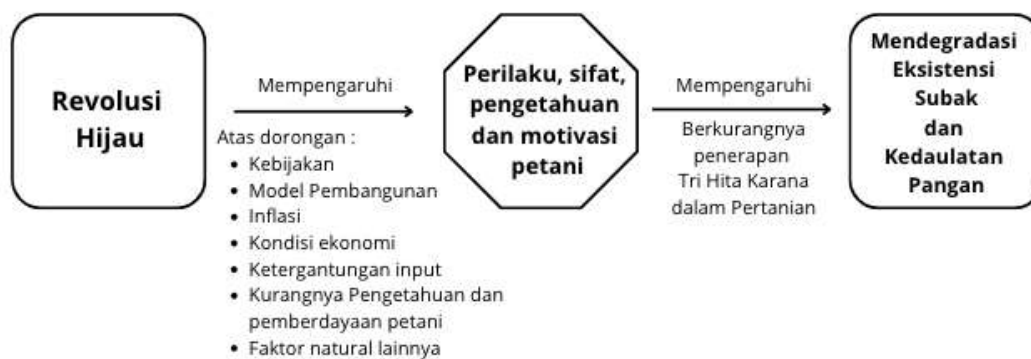 Revolusi
Hijau
Mempengaruhi
Atas dorongan :
• Kebijakan
• Model Pembangunan
• Inflasi
• Kondisi ekonomi
• Ketergantungan input
• Kurangnya Pengetahuan dan
pemberdayaan petani
• Faktor natural lainnya
Perilaku, sifat,
pengetahuan
dan motivasi
petani
Mempengaruhi
Berkurangnya
penerapan
Tri Hita Karana
dalam Pertanian
Mendegradasi
Eksistensi
Subak
dan
Kedaulatan
Pangan